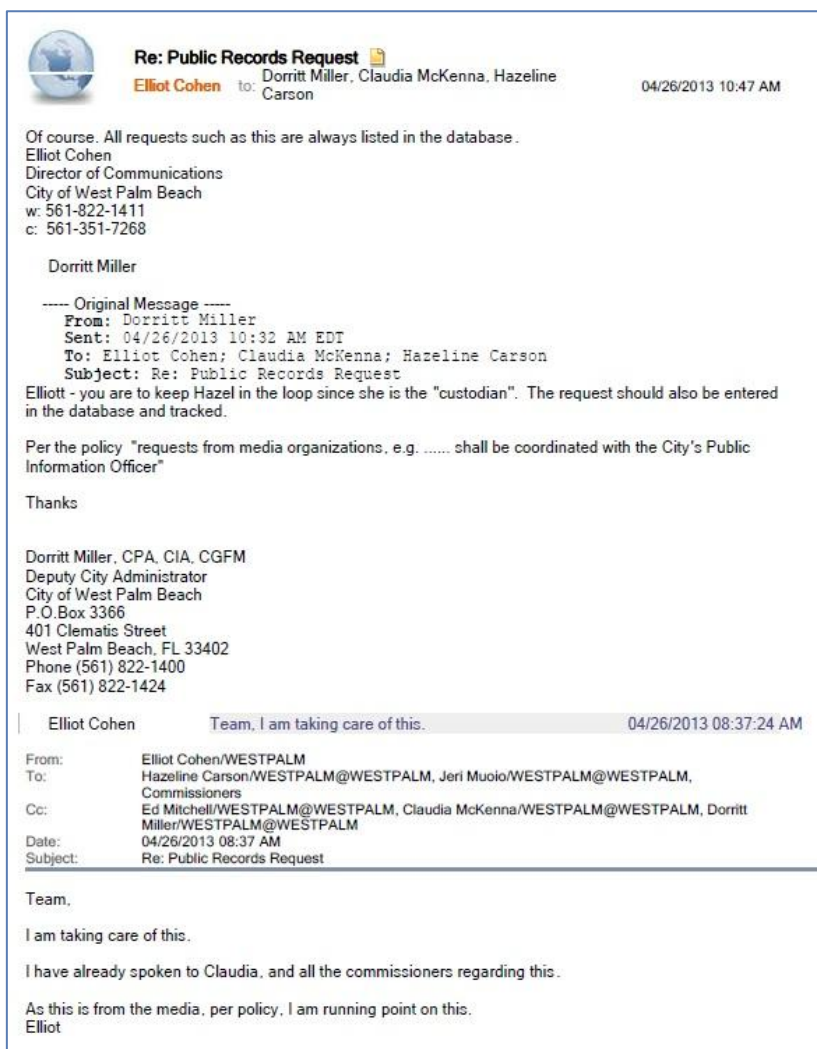 Re: Public Records Request
Elliot Cohen to: Dorritt Miller, Claudia McKenna, Hazeline
Carson
04/26/2013 10:47 AM
Of course. All requests such as this are always listed in the database.
Elliot Cohen
Director of Communications
City of West Palm Beach
w: 561-822-1411
c: 561-351-7268
Dorritt Miller
----- Original Message -----
From: Dorritt Miller
Sent: 04/26/2013 10:32 AM EDT
To: Elliot Cohen; Claudia McKenna; Hazeline Carson
Subject: Re: Public Records Request
Elliott - you are to keep Hazel in the loop since she is the "custodian". The request should also be entered
in the database and tracked.
Per the policy "requests from media organizations, e.g. ...... shall be coordinated with the City's Public
Information Officer"
Thanks
Dorritt Miller, CPA, CIA, CGFM
Deputy City Administrator
City of West Palm Beach
P.O.Box 3366
401 Clematis Street
West Palm Beach, FL 33402
Phone (561) 822-1400
Fax (561) 822-1424
Elliot Cohen Team, I am taking care of this. 04/26/2013 08:37:24 AM
From: Elliot Cohen/WESTPALM
To: Hazeline Carson/WESTPALM@WESTPALM, Jeri Muoio/WESTPALM@WESTPALM,
Commissioners
Cc: Ed Mitchell/WESTPALM@WESTPALM, Claudia McKenna/WESTPALM@WESTPALM, Dorritt
Miller/WESTPALM@WESTPALM
Date: 04/26/2013 08:37 AM
Subject: Re: Public Records Request
Team,
I am taking care of this.
I have already spoken to Claudia, and all the commissioners regarding this.
As this is from the media, per policy, I am running point on this.
Elliot